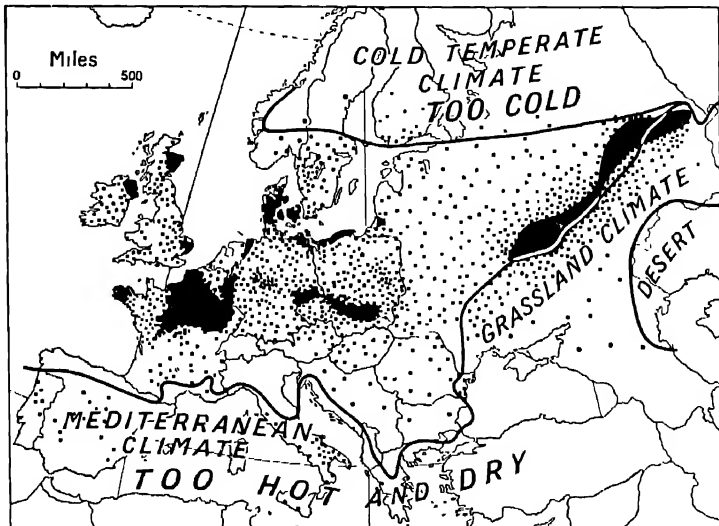 Miles
0 500
COLD TEMPERATE
CLIMATE
TOO COLD
GRASSLAND CLIMATE
DESERT
MEDITERRANEAN
CLIMATE
TOO HOT AND DRY